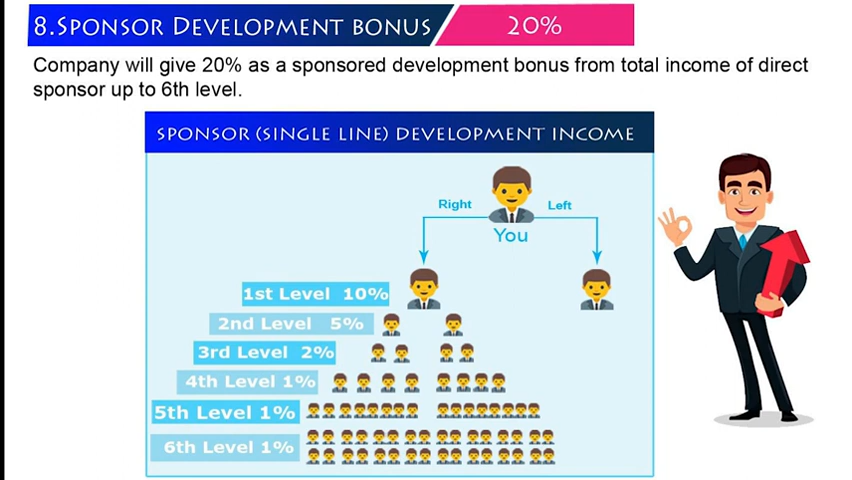 8.SPONSOR DEVELOPMENT BONUS 20%
Company will give 20% as a sponsored development bonus from total income of direct
sponsor up to 6th level.
SPONSOR (SINGLE LINE) DEVELOPMENT INCOME
Right Left
You
1st Level 10%
2nd Level 5%
3rd Level 2%
4th Level 1%
5th Level 1%
6th Level 1%